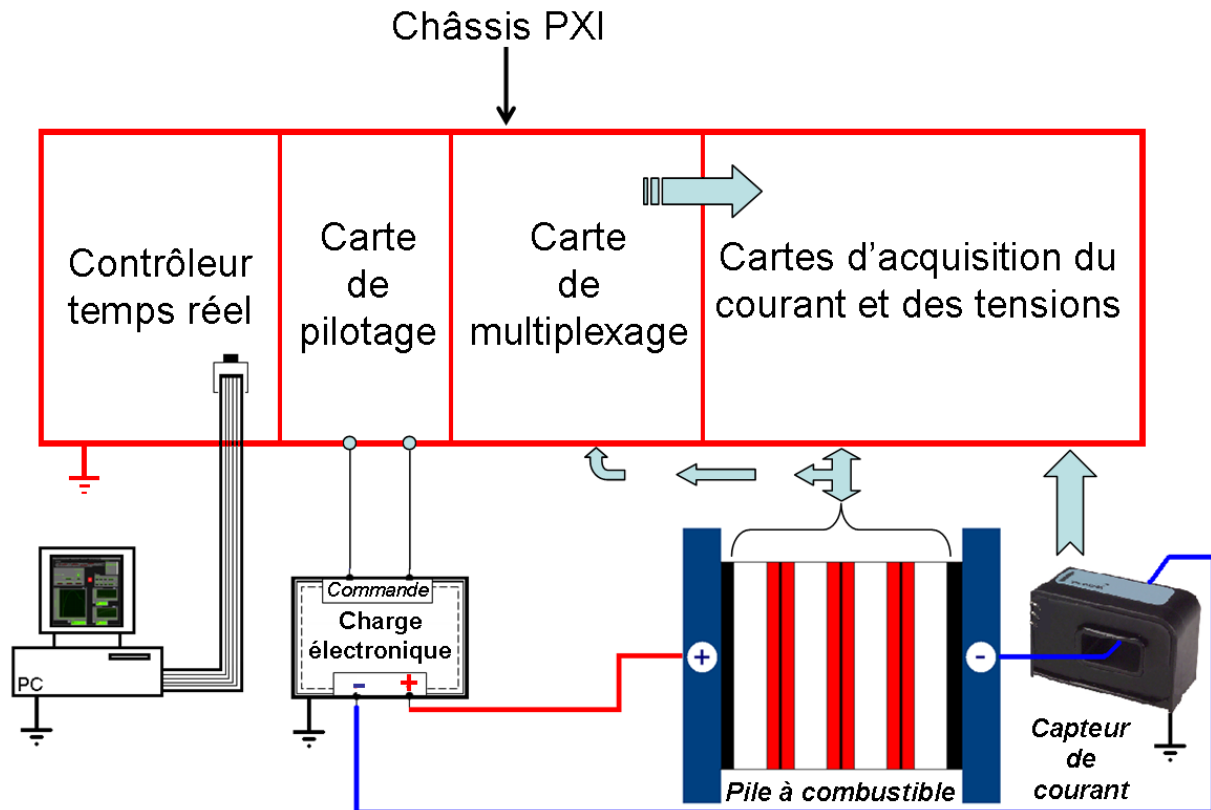 Châssis PXI
Contrôleur
temps réel
Carte
de
pilotage
Carte
de
multiplexage
Cartes d'acquisition du
courant et des tensions
PC
Commande
Charge
électronique
- +
+
-
Pile à combustible
Capteur
de
courant